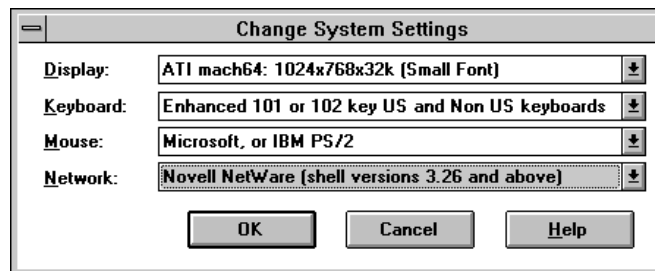 Change System Settings
Display: ATI mach64: 1024x768x32k (Small Font)
Keyboard: Enhanced 101 or 102 key US and Non US keyboards
Mouse: Microsoft, or IBM PS/2
Network: Novell NetWare (shell versions 3.26 and above)
OK Cancel Help